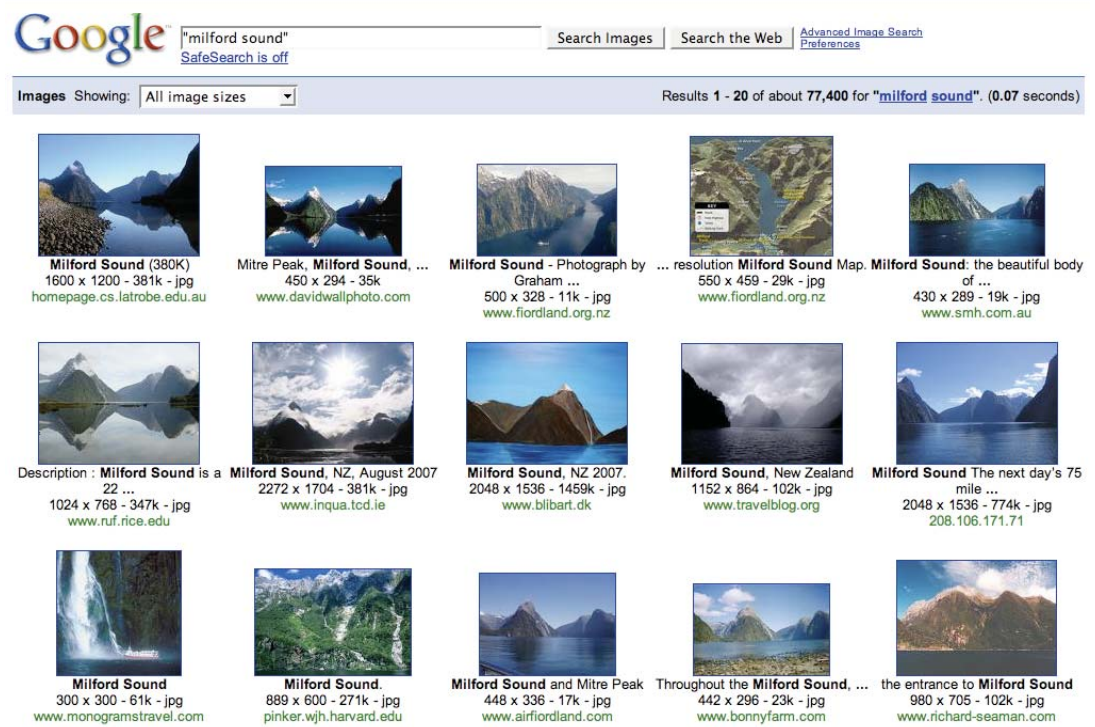 Google™
"milford sound"
Search Images
Search the Web
Advanced Image Search
Preferences
SafeSearch is off
Images Showing: All image sizes
Results 1 - 20 of about 77,400 for "milford sound". (0.07 seconds)
KEY
Milford Sound (380K)
1600 x 1200 - 381k - jpg
homepage.cs.latrobe.edu.au
Mitre Peak, Milford Sound, ...
450 x 294 - 35k
www.davidwallphoto.com
Milford Sound - Photograph by
Graham ...
500 x 328 - 11k - jpg
www.fiordland.org.nz
... resolution Milford Sound Map.
550 x 459 - 29k - jpg
www.fiordland.org.nz
Milford Sound: the beautiful body
of ...
430 x 289 - 19k - jpg
www.smh.com.au
Description : Milford Sound is a
22 ...
1024 x 768 - 347k - jpg
www.ruf.rice.edu
Milford Sound, NZ, August 2007
2272 x 1704 - 381k - jpg
www.inqua.tcd.ie
Milford Sound, NZ 2007.
2048 x 1536 - 1459k - jpg
www.blibart.dk
Milford Sound, New Zealand
1152 x 864 - 102k - jpg
www.travelblog.org
Milford Sound The next day's 75
mile ...
2048 x 1536 - 774k - jpg
208.106.171.71
Milford Sound
300 x 300 - 61k - jpg
www.monogramstravel.com
Milford Sound.
889 x 600 - 271k - jpg
pinker.wjh.harvard.edu
Milford Sound and Mitre Peak
448 x 336 - 17k - jpg
www.airfiordland.com
Throughout the Milford Sound, ...
442 x 296 - 23k - jpg
www.bonnyfarm.com
the entrance to Milford Sound
980 x 705 - 102k - jpg
www.richard-seaman.com